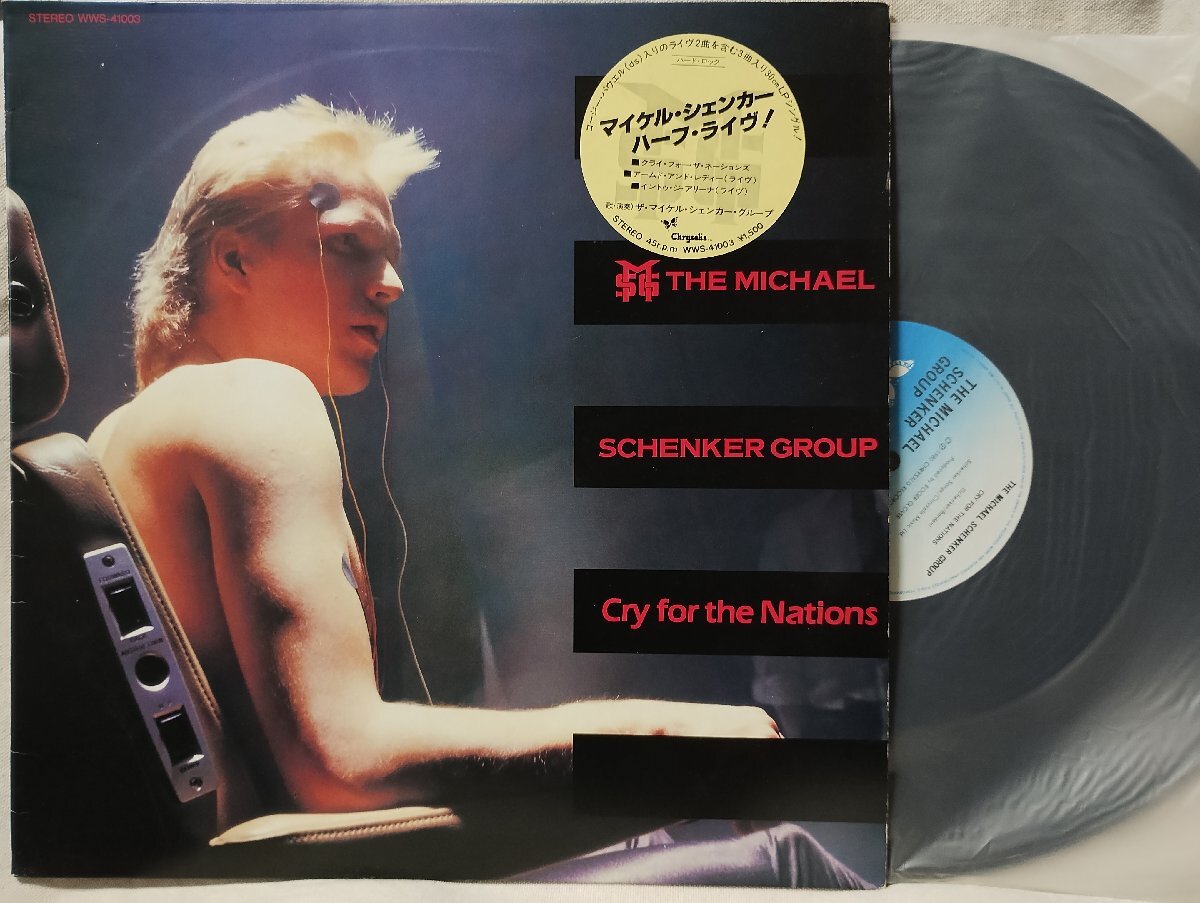 STEREO WWS-41003
コージー・パウエル(ds)入りのライヴ2曲を含む3曲入り30cmLPシングル!
ハード・ロック
マイケル・シェンカー
ハーフ・ライヴ!
■クライ・フォー・ザ・ネーションズ
■アームド・アンド・レディー(ライヴ)
■イントゥ・ジ・アリーナ(ライヴ)
歌・演奏)ザ・マイケル・シェンカー・グループ
Chrysalis
STEREO 45r.p.m WWS-41003 ¥1,500
MSG THE MICHAEL
SCHENKER GROUP
Cry for the Nations
THE MICHAEL
SCHENKER
GROUP
THE MICHAEL SCHENKER GROUP
CRY FOR THE NATIONS